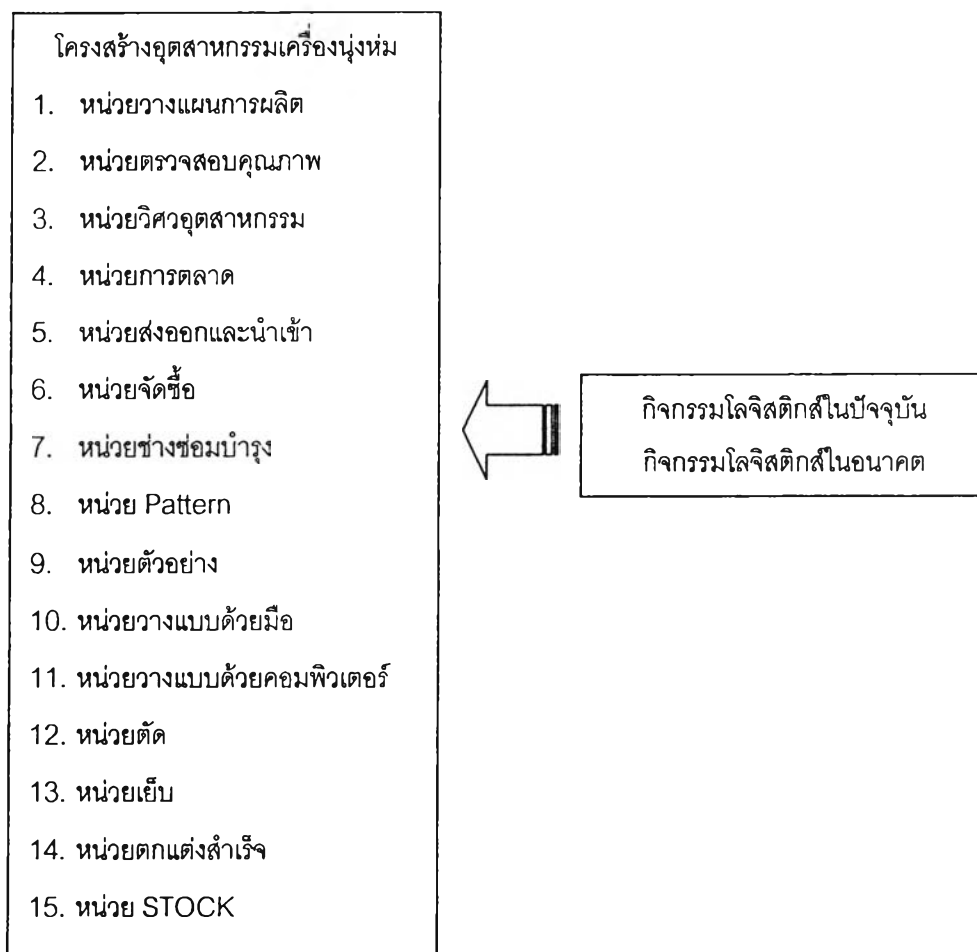 โครงสร้างอุตสาหกรรมเครื่องนุ่งห่ม
1. หน่วยวางแผนการผลิต
2. หน่วยตรวจสอบคุณภาพ
3. หน่วยวิศวอุตสาหกรรม
4. หน่วยการตลาด
5. หน่วยส่งออกและนำเข้า
6. หน่วยจัดซื้อ
7. หน่วยช่างซ่อมบำรุง
8. หน่วย Pattern
9. หน่วยตัวอย่าง
10. หน่วยวางแบบด้วยมือ
11. หน่วยวางแบบด้วยคอมพิวเตอร์
12. หน่วยตัด
13. หน่วยเย็บ
14. หน่วยตกแต่งสำเร็จ
15. หน่วย STOCK
กิจกรรมโลจิสติกส์ในปัจจุบัน
กิจกรรมโลจิสติกส์ในอนาคต